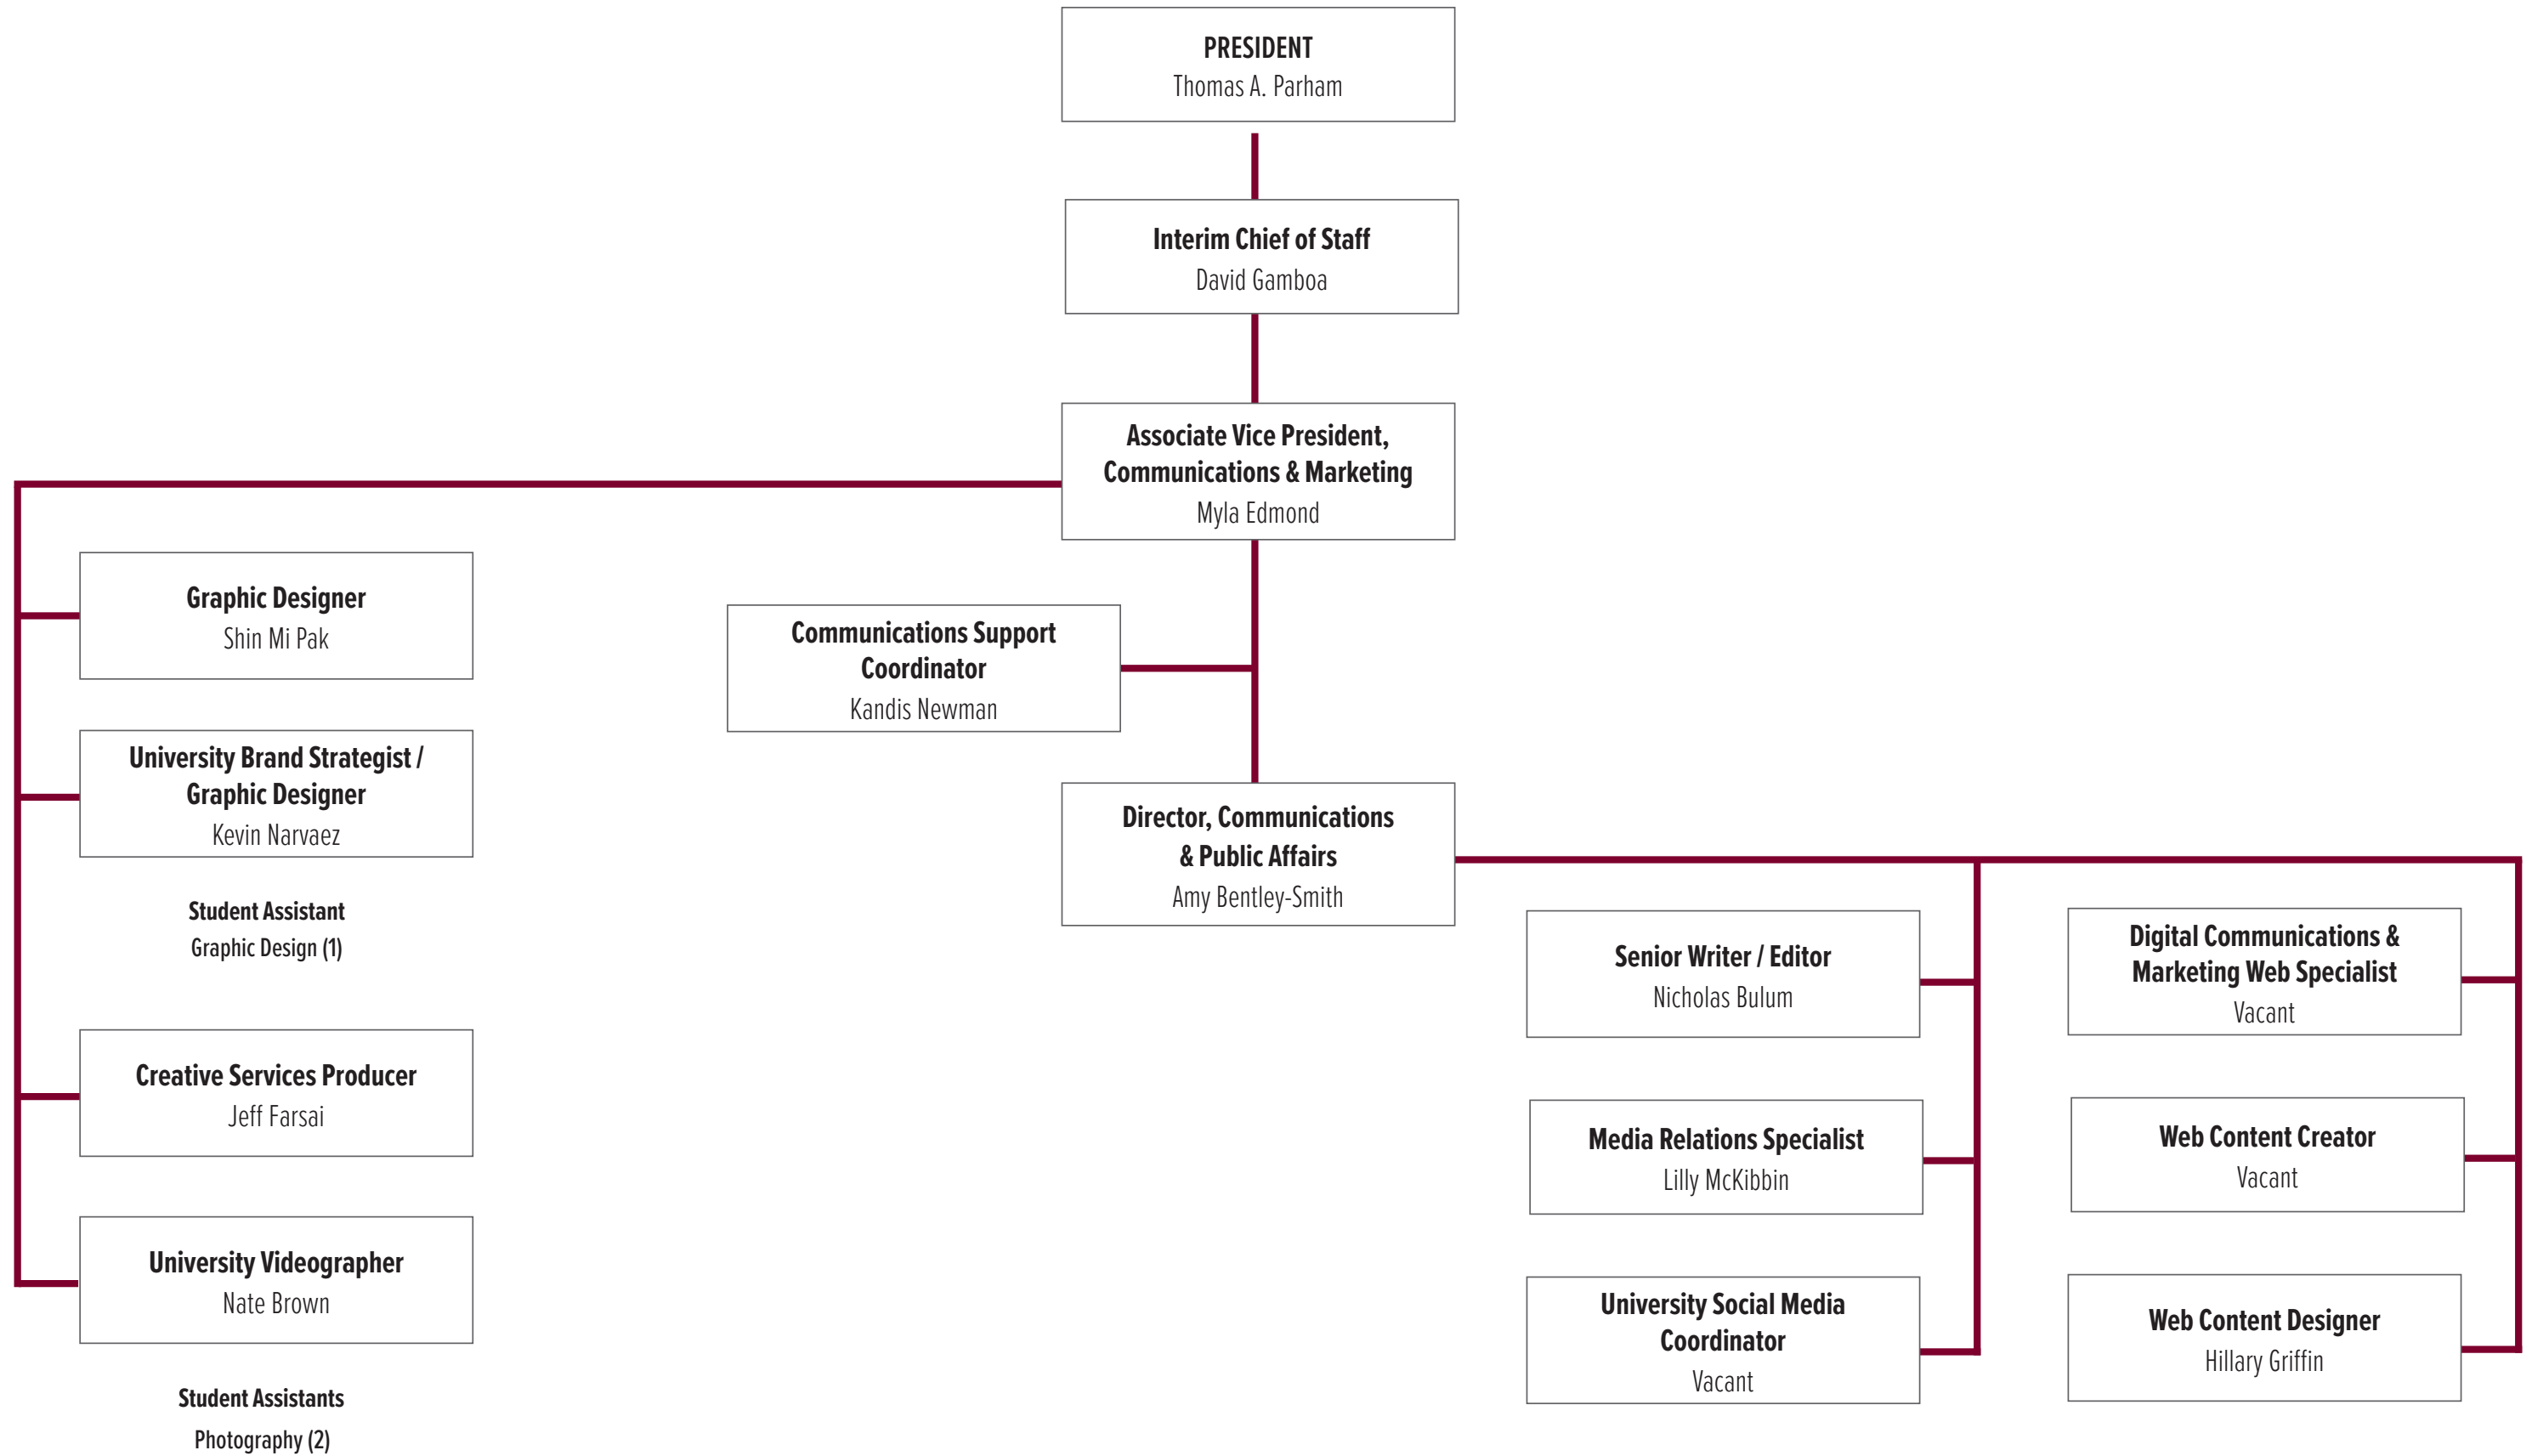 PRESIDENT
Thomas A. Parham
Interim Chief of Staff
David Gamboa
Associate Vice President,
Communications & Marketing
Myla Edmond
Graphic Designer
Shin Mi Pak
University Brand Strategist /
Graphic Designer
Kevin Narvaez
Student Assistant
Graphic Design (1)
Creative Services Producer
Jeff Farsai
University Videographer
Nate Brown
Student Assistants
Photography (2)
Communications Support
Coordinator
Kandis Newman
Director, Communications
& Public Affairs
Amy Bentley-Smith
Senior Writer / Editor
Nicholas Bulum
Media Relations Specialist
Lilly McKibbin
University Social Media
Coordinator
Vacant
Digital Communications &
Marketing Web Specialist
Vacant
Web Content Creator
Vacant
Web Content Designer
Hillary Griffin